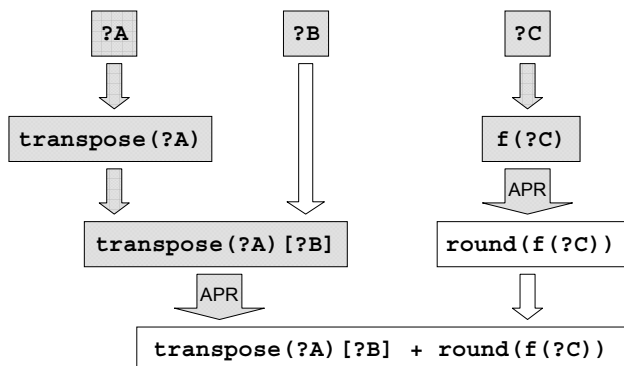 ?A ?B ?C
transpose(?A) f(?C)
APR
transpose(?A)[?B] round(f(?C))
APR
transpose(?A)[?B] + round(f(?C))